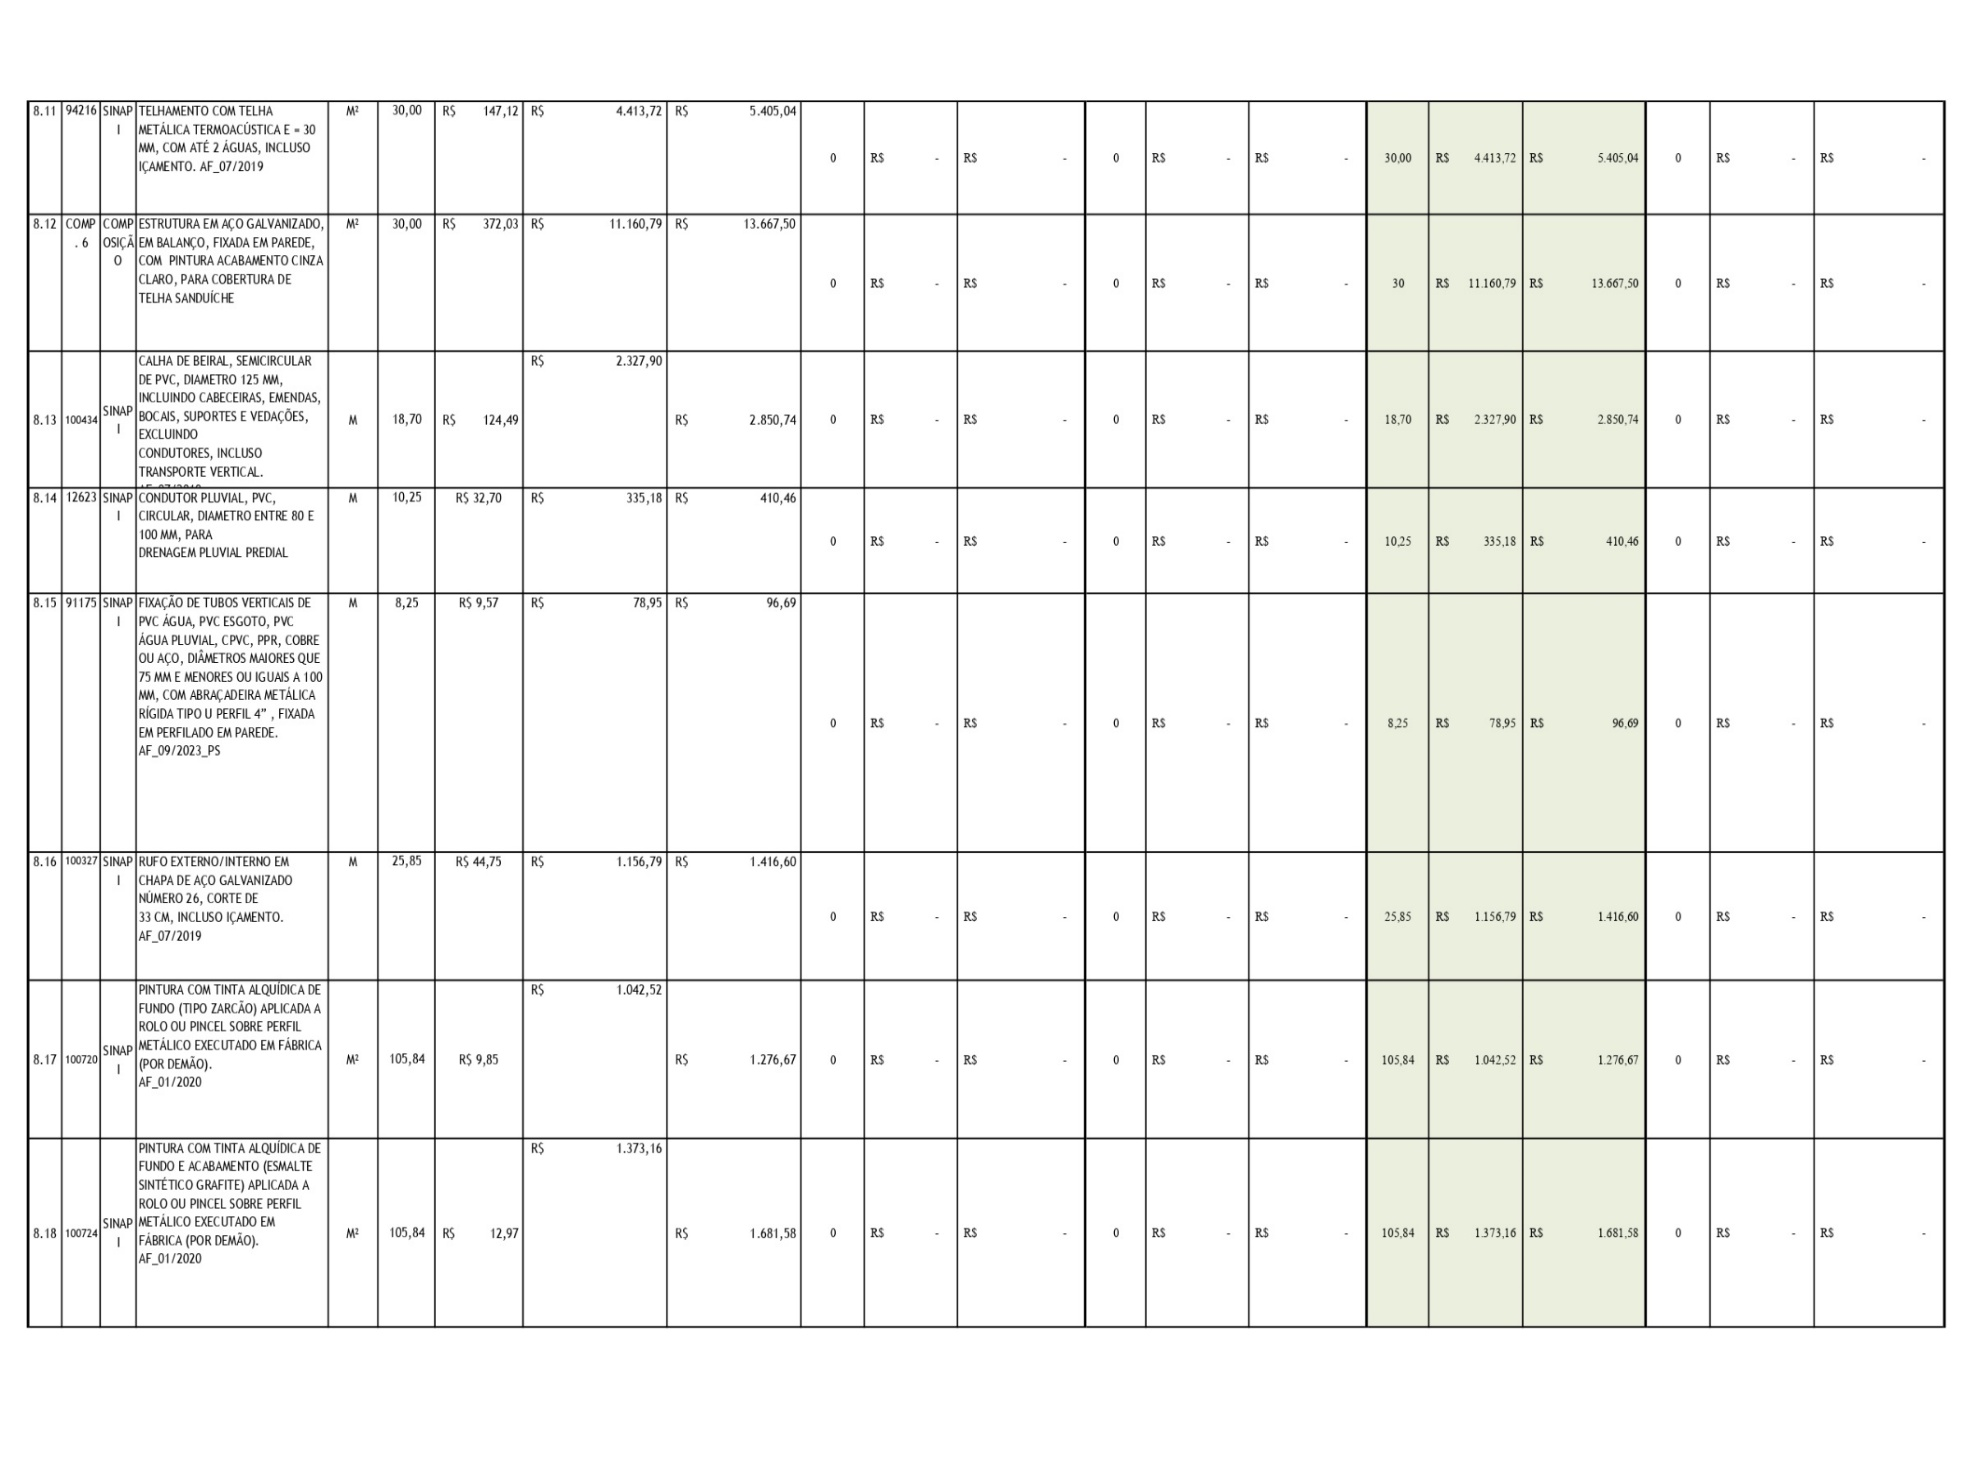 8.11 94216 SINAPI TELHAMENTO COM TELHA METÁLICA TERMOACÚSTICA E = 30 MM, COM ATÉ 2 ÁGUAS, INCLUSO IÇAMENTO. AF_07/2019 M² 30,00 R$ 147,12 R$ 4.413,72 R$ 5.405,04 0 R$ - R$ - 0 R$ - R$ - 30,00 R$ 4.413,72 R$ 5.405,04 0 R$ - R$ -
8.12 COMP. 6 COMPOSIÇÃO ESTRUTURA EM AÇO GALVANIZADO, EM BALANÇO, FIXADA EM PAREDE, COM PINTURA ACABAMENTO CINZA CLARO, PARA COBERTURA DE TELHA SANDUÍCHE M² 30,00 R$ 372,03 R$ 11.160,79 R$ 13.667,50 0 R$ - R$ - 0 R$ - R$ - 30 R$ 11.160,79 R$ 13.667,50 0 R$ - R$ -
8.13 100434 SINAPI CALHA DE BEIRAL, SEMICIRCULAR DE PVC, DIAMETRO 125 MM, INCLUINDO CABECEIRAS, EMENDAS, BOCAIS, SUPORTES E VEDAÇÕES, EXCLUINDO CONDUTORES, INCLUSO TRANSPORTE VERTICAL. M 18,70 R$ 124,49 R$ 2.327,90 R$ 2.850,74 0 R$ - R$ - 0 R$ - R$ - 18,70 R$ 2.327,90 R$ 2.850,74 0 R$ - R$ -
8.14 12623 SINAPI CONDUTOR PLUVIAL, PVC, CIRCULAR, DIAMETRO ENTRE 80 E 100 MM, PARA DRENAGEM PLUVIAL PREDIAL M 10,25 R$ 32,70 R$ 335,18 R$ 410,46 0 R$ - R$ - 0 R$ - R$ - 10,25 R$ 335,18 R$ 410,46 0 R$ - R$ -
8.15 91175 SINAPI FIXAÇÃO DE TUBOS VERTICAIS DE PVC ÁGUA, PVC ESGOTO, PVC ÁGUA PLUVIAL, CPVC, PPR, COBRE OU AÇO, DIÂMETROS MAIORES QUE 75 MM E MENORES OU IGUAIS A 100 MM, COM ABRAÇADEIRA METÁLICA RÍGIDA TIPO U PERFIL 4” , FIXADA EM PERFILADO EM PAREDE. AF_09/2023_PS M 8,25 R$ 9,57 R$ 78,95 R$ 96,69 0 R$ - R$ - 0 R$ - R$ - 8,25 R$ 78,95 R$ 96,69 0 R$ - R$ -
8.16 100327 SINAPI RUFO EXTERNO/INTERNO EM CHAPA DE AÇO GALVANIZADO NÚMERO 26, CORTE DE 33 CM, INCLUSO IÇAMENTO. AF_07/2019 M 25,85 R$ 44,75 R$ 1.156,79 R$ 1.416,60 0 R$ - R$ - 0 R$ - R$ - 25,85 R$ 1.156,79 R$ 1.416,60 0 R$ - R$ -
8.17 100720 SINAPI PINTURA COM TINTA ALQUÍDICA DE FUNDO (TIPO ZARCÃO) APLICADA A ROLO OU PINCEL SOBRE PERFIL METÁLICO EXECUTADO EM FÁBRICA (POR DEMÃO). AF_01/2020 M² 105,84 R$ 9,85 R$ 1.042,52 R$ 1.276,67 0 R$ - R$ - 0 R$ - R$ - 105,84 R$ 1.042,52 R$ 1.276,67 0 R$ - R$ -
8.18 100724 SINAPI PINTURA COM TINTA ALQUÍDICA DE FUNDO E ACABAMENTO (ESMALTE SINTÉTICO GRAFITE) APLICADA A ROLO OU PINCEL SOBRE PERFIL METÁLICO EXECUTADO EM FÁBRICA (POR DEMÃO). AF_01/2020 M² 105,84 R$ 12,97 R$ 1.373,16 R$ 1.681,58 0 R$ - R$ - 0 R$ - R$ - 105,84 R$ 1.373,16 R$ 1.681,58 0 R$ - R$ -